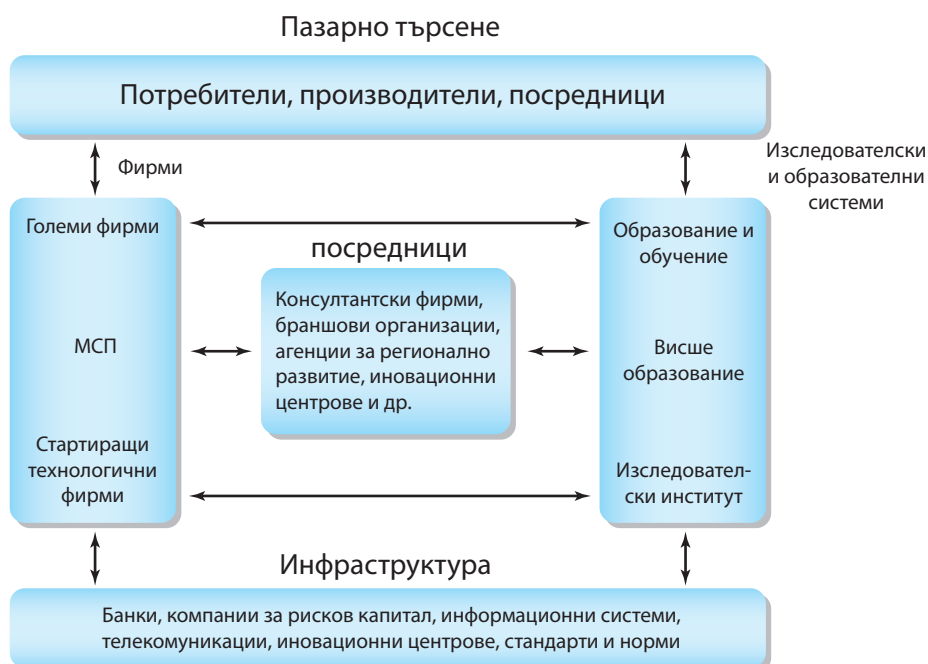 Пазарно търсене
Потребители, производители, посредници
Фирми
Изследователски
и образователни
системи
Големи фирми
МСП
Стартиращи
технологични
фирми
посредници
Консултантски фирми,
браншови организации,
агенции за регионално
развитие, иновационни
центрове и др.
Образование и
обучение
Висше
образование
Изследовател-
ски институт
Инфраструктура
Банки, компании за рисков капитал, информационни системи,
телекомуникации, иновационни центрове, стандарти и норми